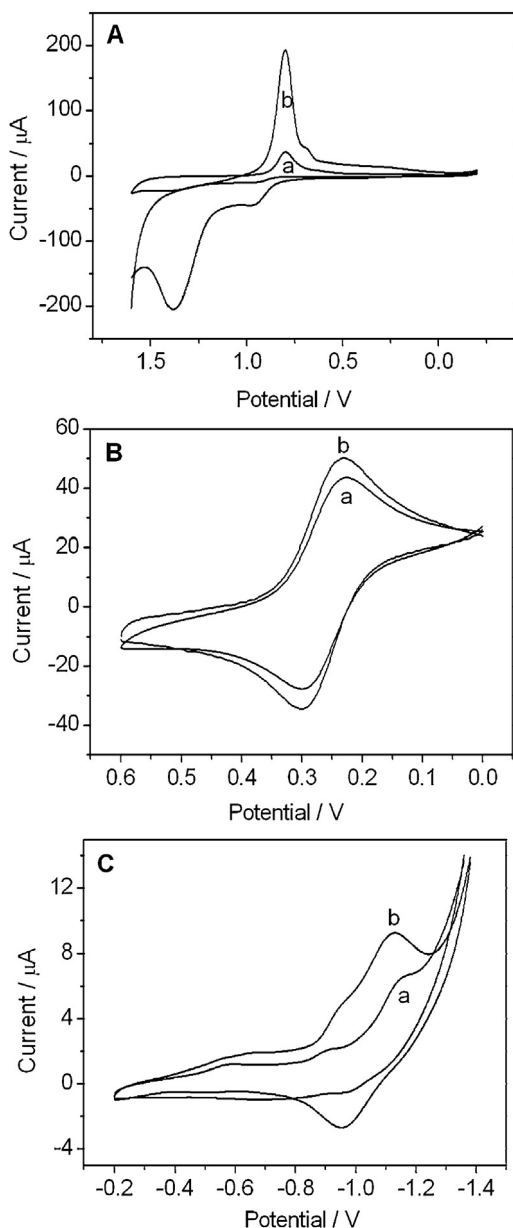 A
200
100
0
-100
-200
Current / μA
b
a
1.5 1.0 0.5 0.0
Potential / V
B
60
40
20
0
-20
-40
Current / μA
b
a
0.6 0.5 0.4 0.3 0.2 0.1 0.0
Potential / V
C
12
8
4
0
-4
Current / μA
b
a
-0.2 -0.4 -0.6 -0.8 -1.0 -1.2 -1.4
Potential / V